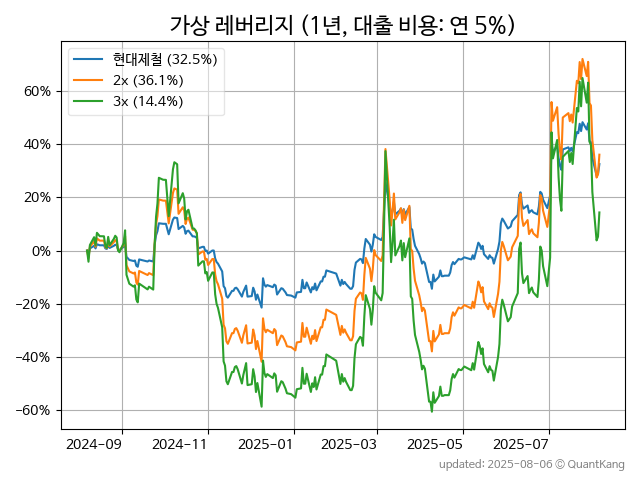 가상 레버리지 (1년, 대출 비용: 연 5%)
현대제철 (32.5%)
2x (36.1%)
3x (14.4%)
60%
40%
20%
0%
−20%
−40%
−60%
2024-09
2024-11
2025-01
2025-03
2025-05
2025-07
updated: 2025-08-06 © QuantKang